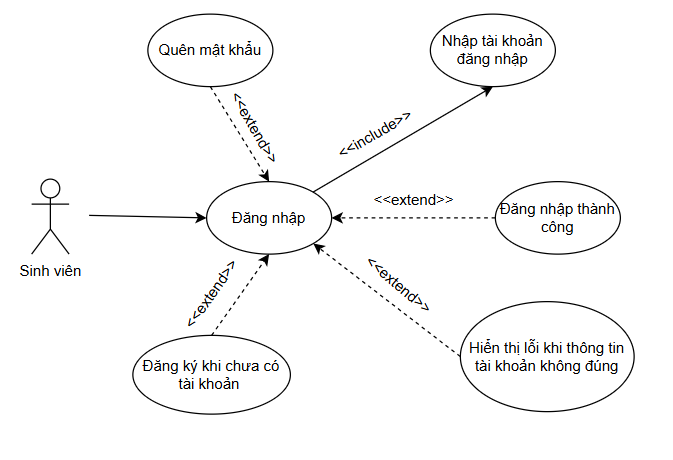 Quên mật khẩu
Nhập tài khoản
đăng nhập
<<extend>>
<<include>>
Đăng nhập
<<extend>>
Đăng nhập thành
công
Sinh viên
<<extend>>
<<extend>>
Đăng ký khi chưa có
tài khoản
Hiển thị lỗi khi thông tin
tài khoản không đúng